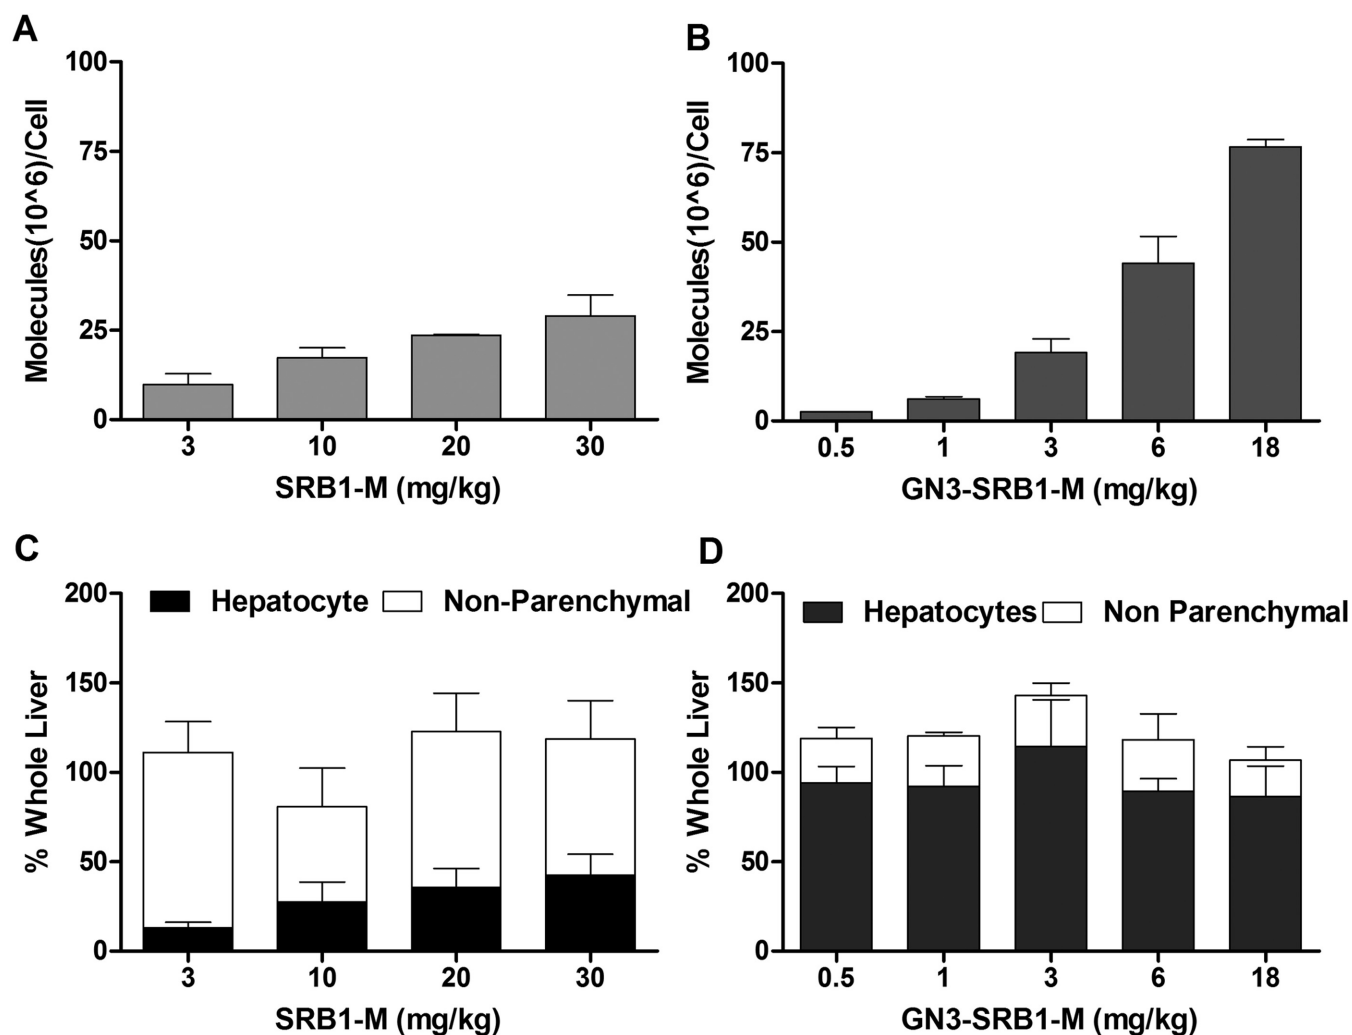 A
100
75
50
25
0
Molecules(10^6)/Cell
3 10 20 30
SRB1-M (mg/kg)
B
100
75
50
25
0
Molecules(10^6)/Cell
0.5 1 3 6 18
GN3-SRB1-M (mg/kg)
C
Hepatocyte Non-Parenchymal
200
150
100
50
0
% Whole Liver
3 10 20 30
SRB1-M (mg/kg)
D
Hepatocytes Non Parenchymal
200
150
100
50
0
% Whole Liver
0.5 1 3 6 18
GN3-SRB1-M (mg/kg)